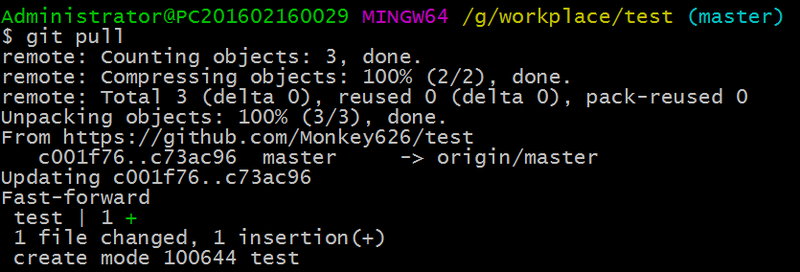 Administrator@PC201602160029 MINGW64 /g/workplace/test (master)
$ git pull
remote: Counting objects: 3, done.
remote: Compressing objects: 100% (2/2), done.
remote: Total 3 (delta 0), reused 0 (delta 0), pack-reused 0
Unpacking objects: 100% (3/3), done.
From https://github.com/Monkey626/test
   c001f76..c73ac96  master     -> origin/master
Updating c001f76..c73ac96
Fast-forward
 test | 1 +
 1 file changed, 1 insertion(+)
 create mode 100644 test